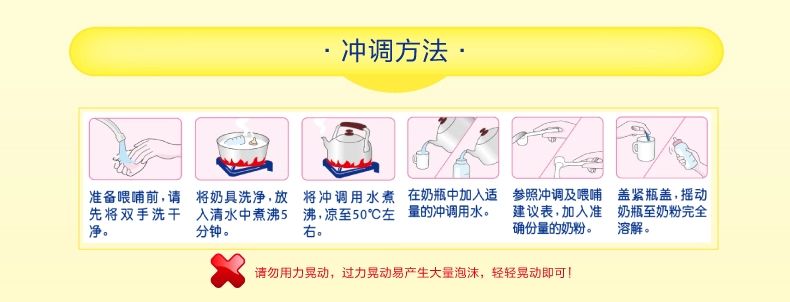 ·冲调方法·
准备喂哺前,请
先将双手洗干
净。
将奶具洗净,放
入清水中煮沸5
分钟。
将冲调用水煮
沸,凉至50℃左
右。
在奶瓶中加入适
量的冲调用水。
参照冲调及喂哺
建议表,加入准
确份量的奶粉。
盖紧瓶盖,摇动
奶瓶至奶粉完全
溶解。
请勿用力晃动，过力晃动易产生大量泡沫，轻轻晃动即可!